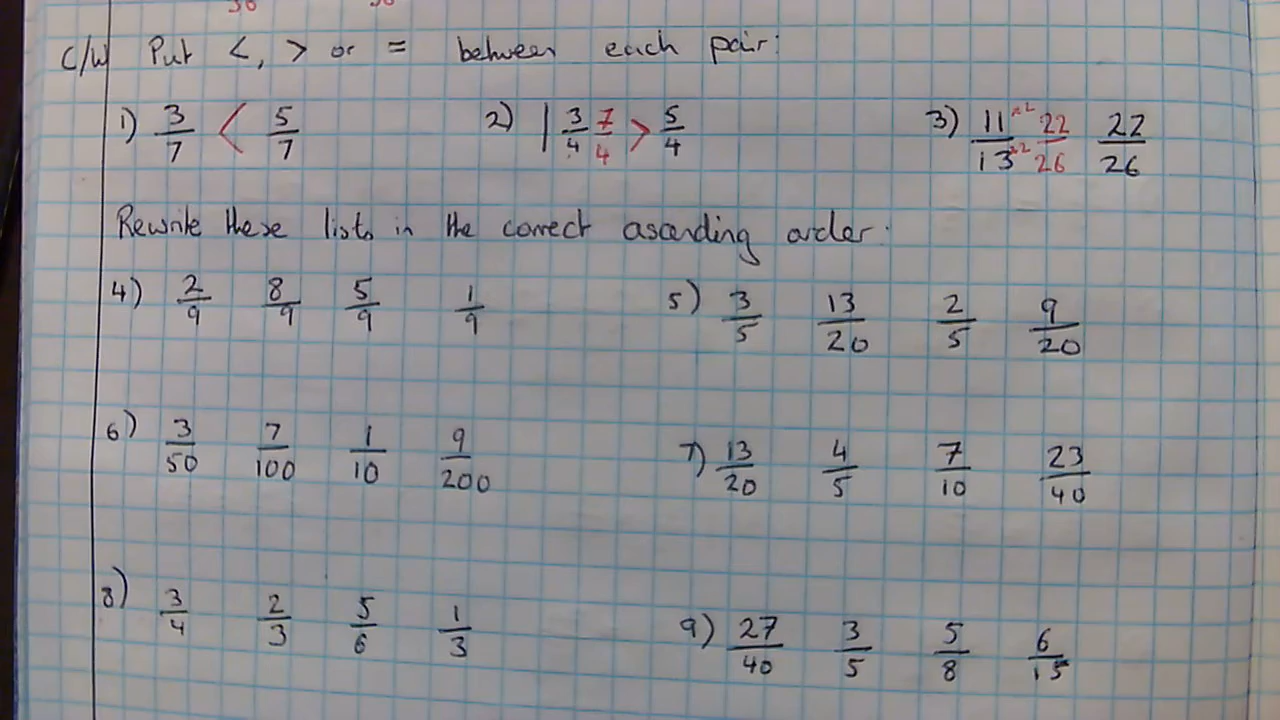 36 36
C/W Put <, > or = between each pair:
1) 3/7 < 5/7 2) 1 3/4 7/4 > 5/4 3) 11/13 ×2 ×2 22/26 22/26
Rewrite these lists in the correct ascending order:
4) 2/9 8/9 5/9 1/9 5) 3/5 13/20 2/5 9/20
6) 3/50 7/100 1/10 9/200 7) 13/20 4/5 7/10 23/40
8) 3/4 2/3 5/6 1/3 9) 27/40 3/5 5/8 6/15